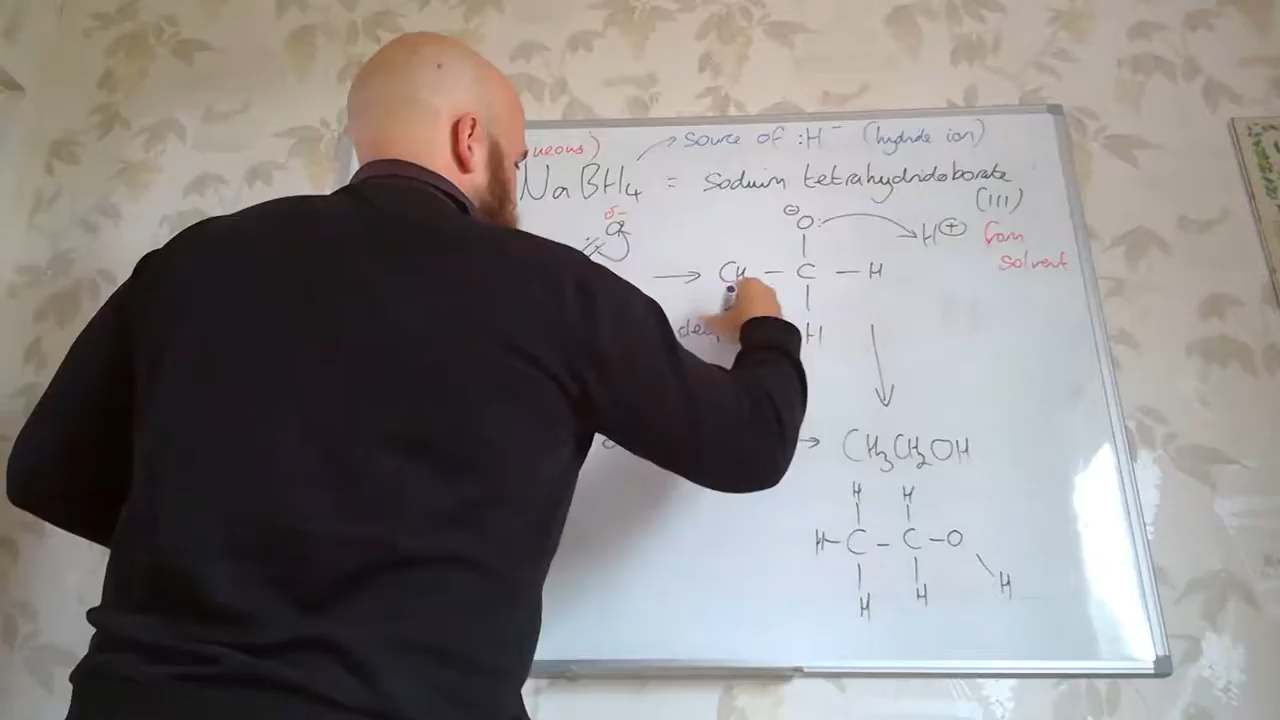 ueous) → Source of :H⁻ (hydride ion)
NaBH4 = Sodium tetrahydridoborate
(III)
δ-
O
⊖
O: H⊕ from
solvent
→ CH - C - H
H
→ CH3CH2OH
H H
H - C - C - O
H H H